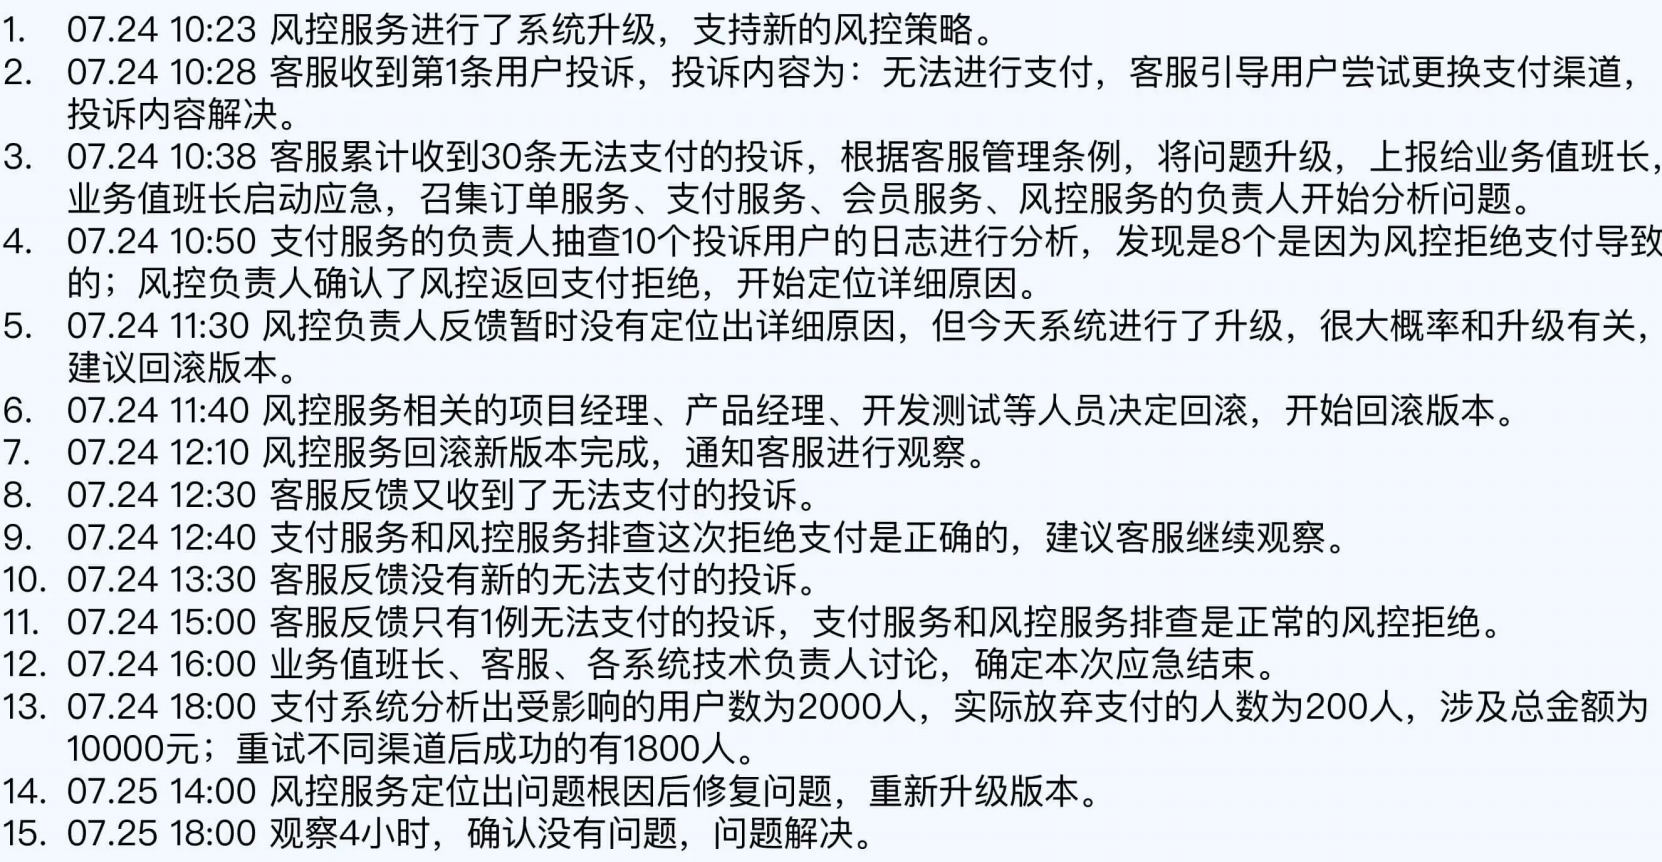 1. 07.24 10:23 风控服务进行了系统升级，支持新的风控策略。
2. 07.24 10:28 客服收到第1条用户投诉，投诉内容为：无法进行支付，客服引导用户尝试更换支付渠道，
投诉内容解决。
3. 07.24 10:38 客服累计收到30条无法支付的投诉，根据客服管理条例，将问题升级，上报给业务值班长，
业务值班长启动应急，召集订单服务、支付服务、会员服务、风控服务的负责人开始分析问题。
4. 07.24 10:50 支付服务的负责人抽查10个投诉用户的日志进行分析，发现是8个是因为风控拒绝支付导致
的；风控负责人确认了风控返回支付拒绝，开始定位详细原因。
5. 07.24 11:30 风控负责人反馈暂时没有定位出详细原因，但今天系统进行了升级，很大概率和升级有关，
建议回滚版本。
6. 07.24 11:40 风控服务相关的项目经理、产品经理、开发测试等人员决定回滚，开始回滚版本。
7. 07.24 12:10 风控服务回滚新版本完成，通知客服进行观察。
8. 07.24 12:30 客服反馈又收到了无法支付的投诉。
9. 07.24 12:40 支付服务和风控服务排查这次拒绝支付是正确的，建议客服继续观察。
10. 07.24 13:30 客服反馈没有新的无法支付的投诉。
11. 07.24 15:00 客服反馈只有1例无法支付的投诉，支付服务和风控服务排查是正常的风控拒绝。
12. 07.24 16:00 业务值班长、客服、各系统技术负责人讨论，确定本次应急结束。
13. 07.24 18:00 支付系统分析出受影响的用户数为2000人，实际放弃支付的人数为200人，涉及总金额为
10000元；重试不同渠道后成功的有1800人。
14. 07.25 14:00 风控服务定位出问题根因后修复问题，重新升级版本。
15. 07.25 18:00 观察4小时，确认没有问题，问题解决。